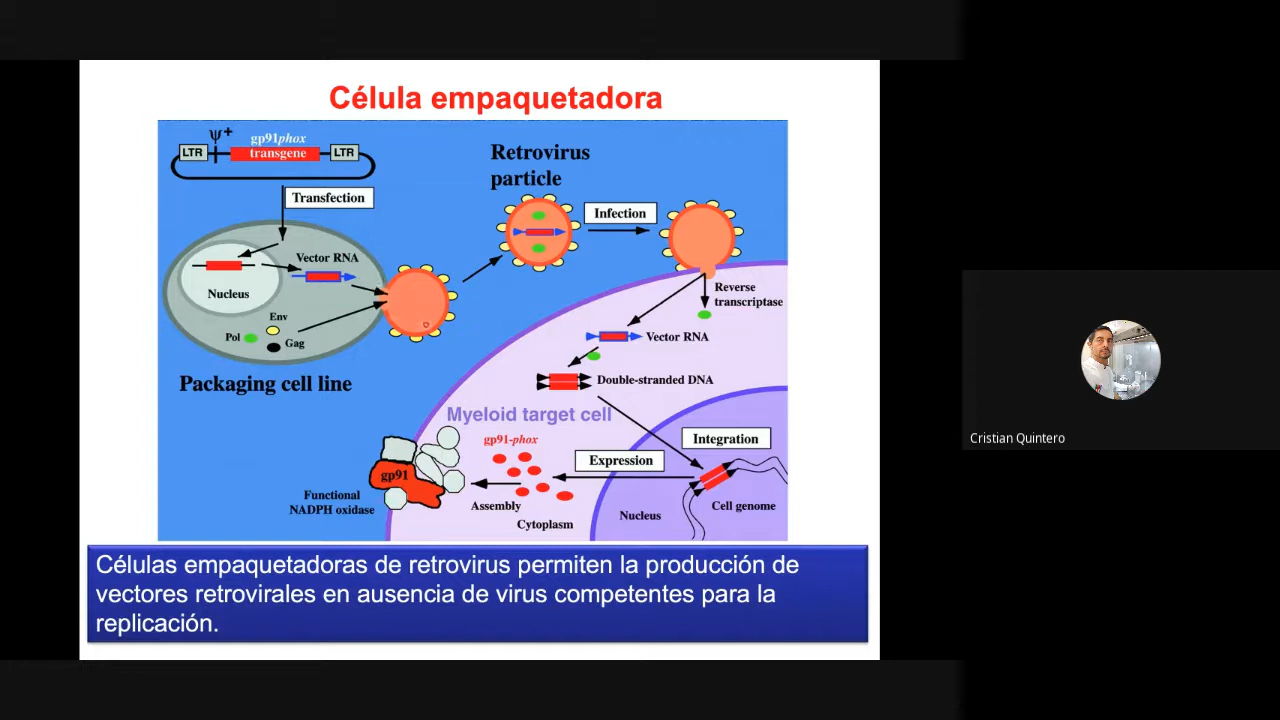 Célula empaquetadora
ψ+
gp91phox
LTR
transgene
LTR
Transfection
Vector RNA
Nucleus
Env
Pol
Gag
Packaging cell line
Retrovirus
particle
Infection
Reverse
transcriptase
Vector RNA
Double-stranded DNA
Myeloid target cell
gp91-phox
Integration
Expression
gp91
Functional
NADPH oxidase
Assembly
Cytoplasm
Nucleus
Cell genome
Células empaquetadoras de retrovirus permiten la producción de
vectores retrovirales en ausencia de virus competentes para la
replicación.
Cristian Quintero